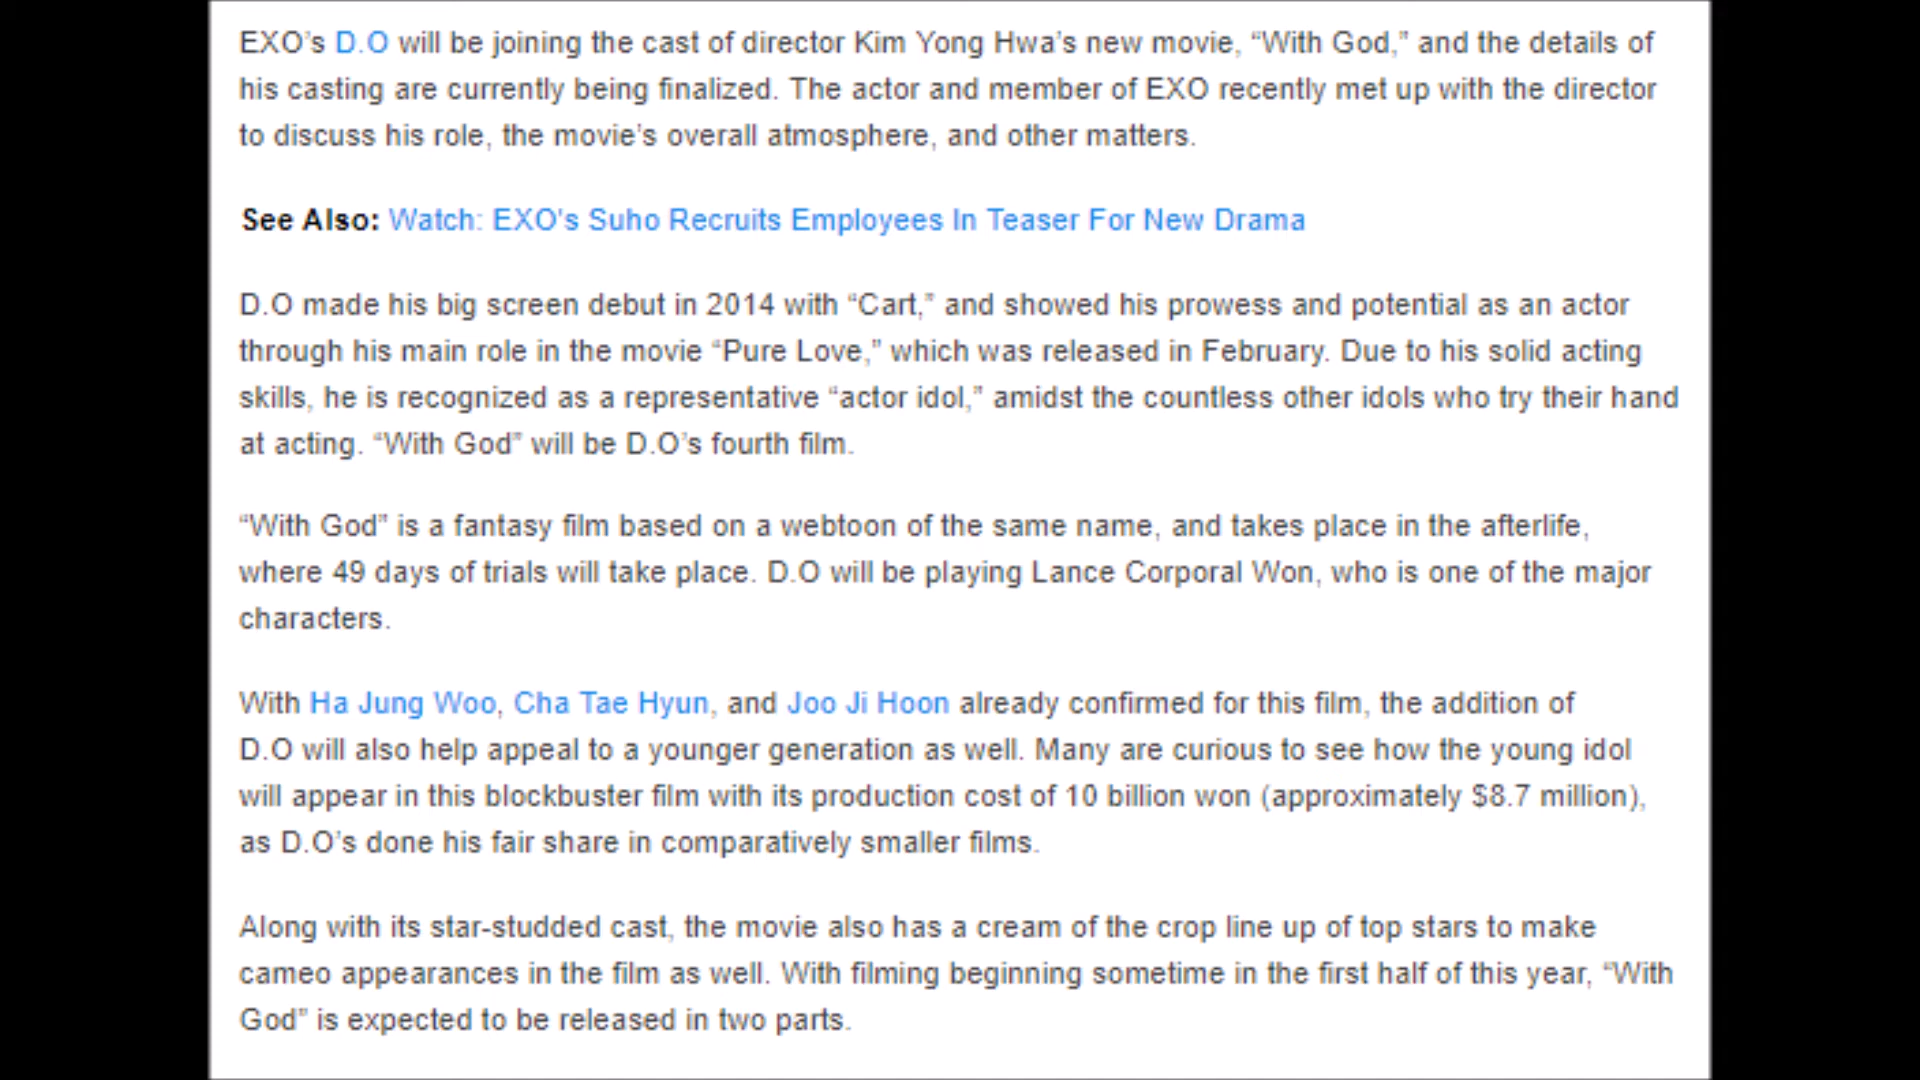 EXO’s D.O will be joining the cast of director Kim Yong Hwa’s new movie, “With God,” and the details of
his casting are currently being finalized. The actor and member of EXO recently met up with the director
to discuss his role, the movie’s overall atmosphere, and other matters.
See Also: Watch: EXO’s Suho Recruits Employees In Teaser For New Drama
D.O made his big screen debut in 2014 with “Cart,” and showed his prowess and potential as an actor
through his main role in the movie “Pure Love,” which was released in February. Due to his solid acting
skills, he is recognized as a representative “actor idol,” amidst the countless other idols who try their hand
at acting. “With God” will be D.O’s fourth film.
“With God” is a fantasy film based on a webtoon of the same name, and takes place in the afterlife,
where 49 days of trials will take place. D.O will be playing Lance Corporal Won, who is one of the major
characters.
With Ha Jung Woo, Cha Tae Hyun, and Joo Ji Hoon already confirmed for this film, the addition of
D.O will also help appeal to a younger generation as well. Many are curious to see how the young idol
will appear in this blockbuster film with its production cost of 10 billion won (approximately $8.7 million),
as D.O’s done his fair share in comparatively smaller films.
Along with its star-studded cast, the movie also has a cream of the crop line up of top stars to make
cameo appearances in the film as well. With filming beginning sometime in the first half of this year, “With
God” is expected to be released in two parts.